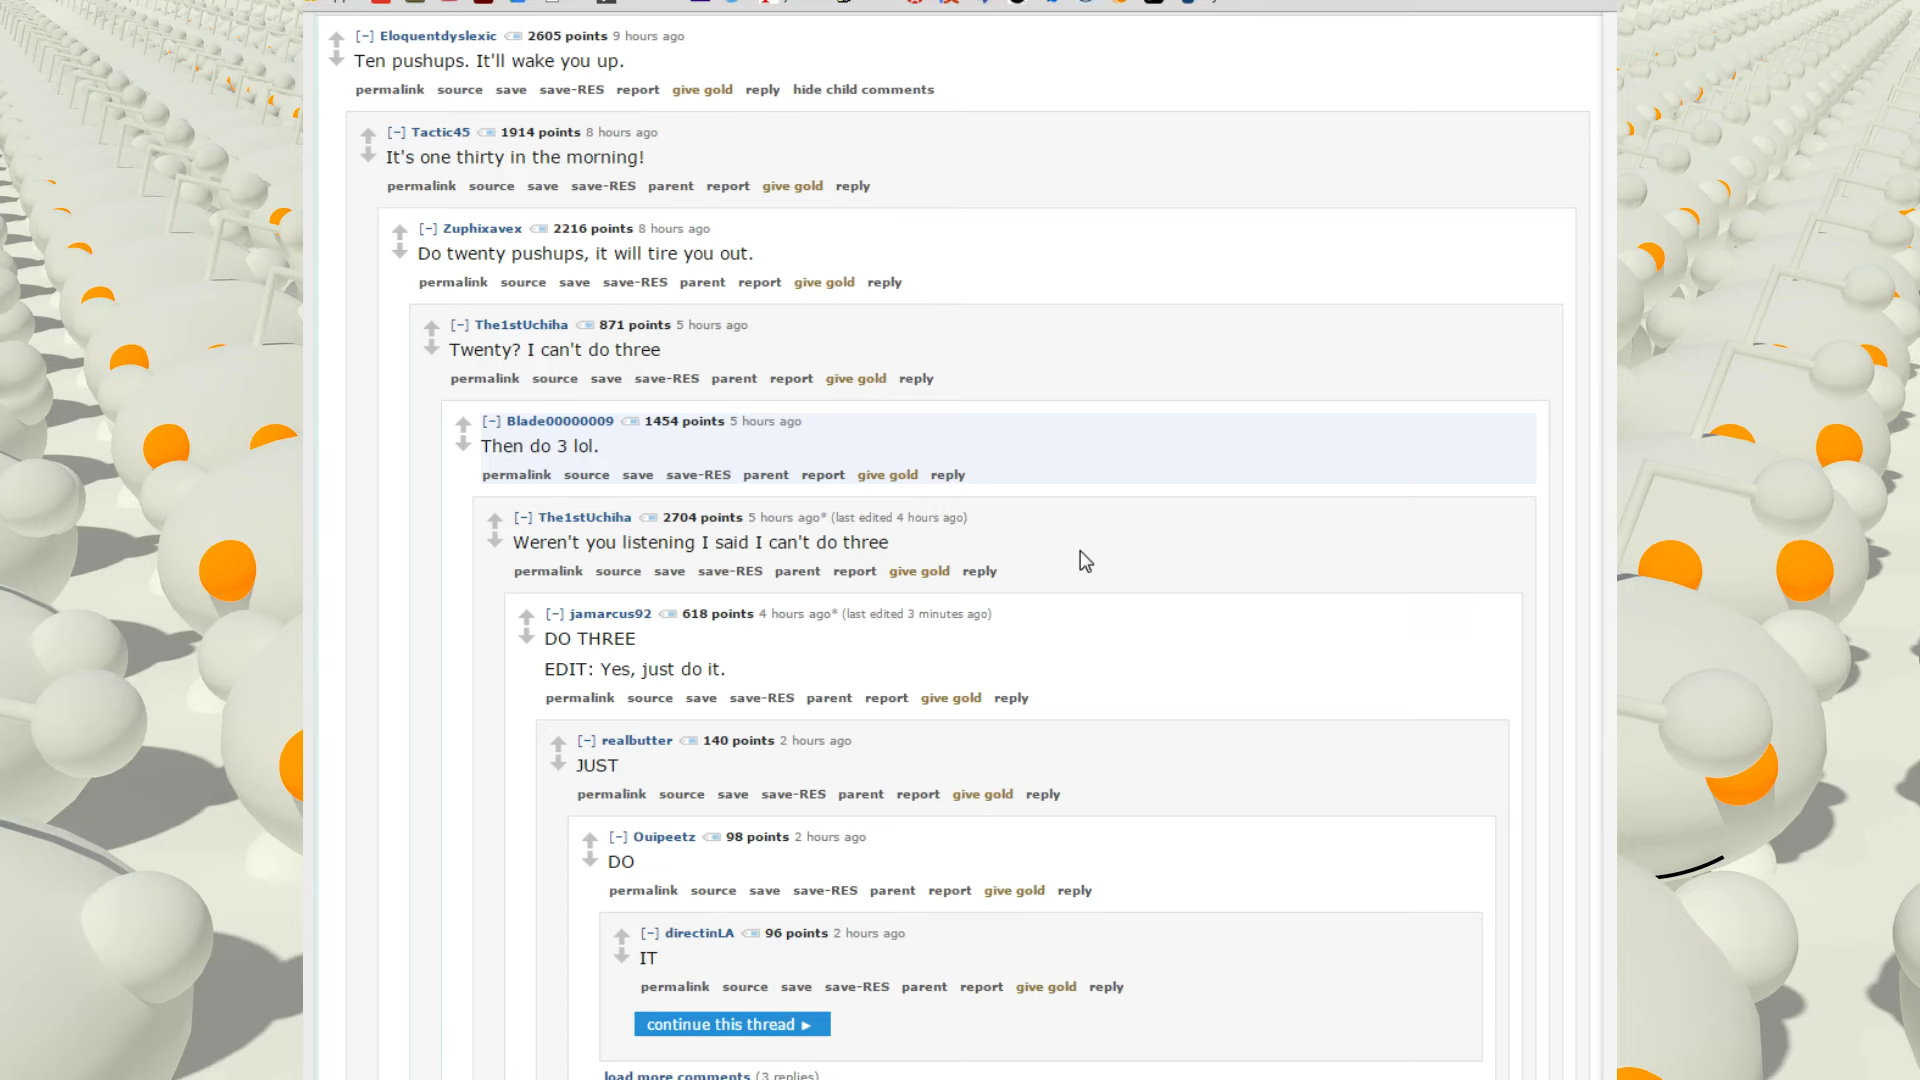 [−] Eloquentdyslexic 2605 points 9 hours ago
Ten pushups. It'll wake you up.
permalink source save save-RES report give gold reply hide child comments
[−] Tactic45 1914 points 8 hours ago
It's one thirty in the morning!
permalink source save save-RES parent report give gold reply
[−] Zuphixavex 2216 points 8 hours ago
Do twenty pushups, it will tire you out.
permalink source save save-RES parent report give gold reply
[−] The1stUchiha 871 points 5 hours ago
Twenty? I can't do three
permalink source save save-RES parent report give gold reply
[−] Blade00000009 1454 points 5 hours ago
Then do 3 lol.
permalink source save save-RES parent report give gold reply
[−] The1stUchiha 2704 points 5 hours ago* (last edited 4 hours ago)
Weren't you listening I said I can't do three
permalink source save save-RES parent report give gold reply
[−] jamarcus92 618 points 4 hours ago* (last edited 3 minutes ago)
DO THREE
EDIT: Yes, just do it.
permalink source save save-RES parent report give gold reply
[−] realbutter 140 points 2 hours ago
JUST
permalink source save save-RES parent report give gold reply
[−] Ouipeetz 98 points 2 hours ago
DO
permalink source save save-RES parent report give gold reply
[−] directinLA 96 points 2 hours ago
IT
permalink source save save-RES parent report give gold reply
continue this thread ►
load more comments (3 replies)